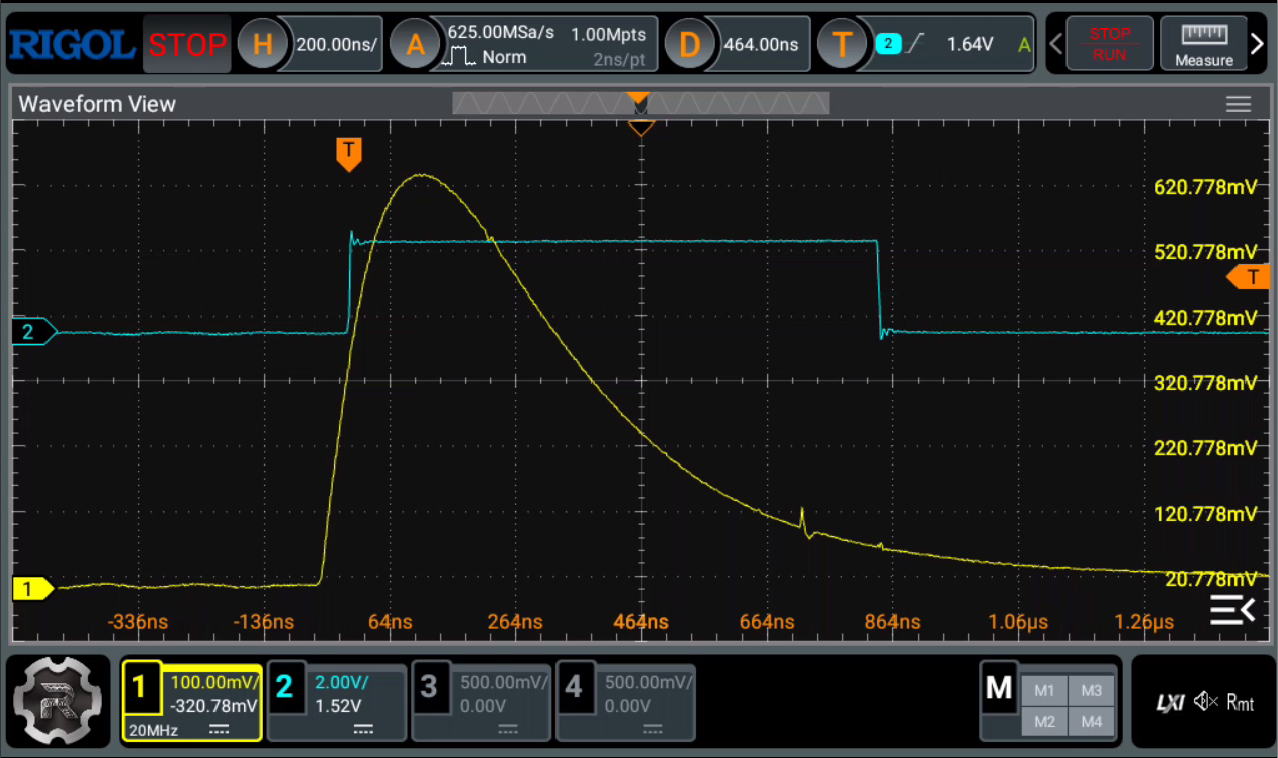 RIGOL STOP H 200.00ns/ A 625.00MSa/s 1.00Mpts D 464.00ns T 2 1.64V A STOP
Norm 2ns/pt RUN Measure
Waveform View
T
620.778mV
520.778mV
T
2 420.778mV
320.778mV
220.778mV
120.778mV
1 20.778mV
-336ns -136ns 64ns 264ns 464ns 664ns 864ns 1.06µs 1.26µs
1 100.00mV/ 2 2.00V/ 3 500.00mV/ 4 500.00mV/ M M1 M3
-320.78mV 1.52V 0.00V 0.00V LXI Rmt
20MHz M2 M4